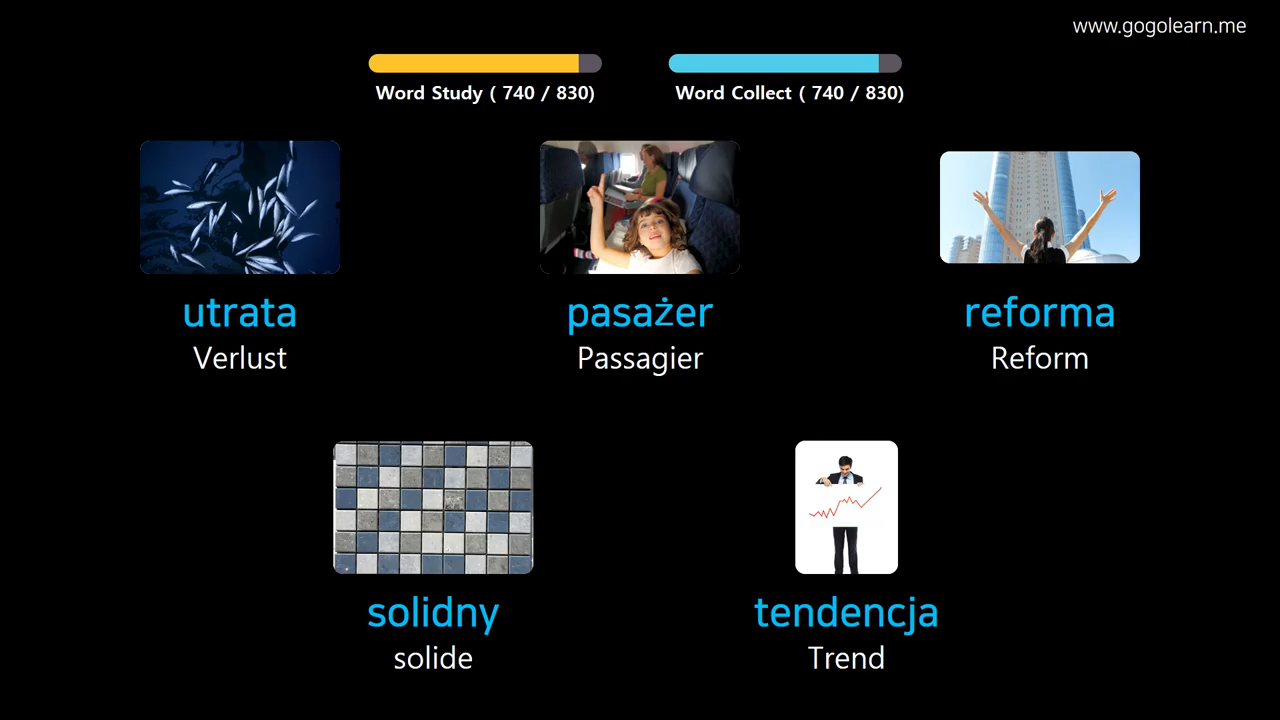 www.gogolearn.me
Word Study ( 740 / 830)
Word Collect ( 740 / 830)
utrata
Verlust
pasażer
Passagier
reforma
Reform
solidny
solide
tendencja
Trend